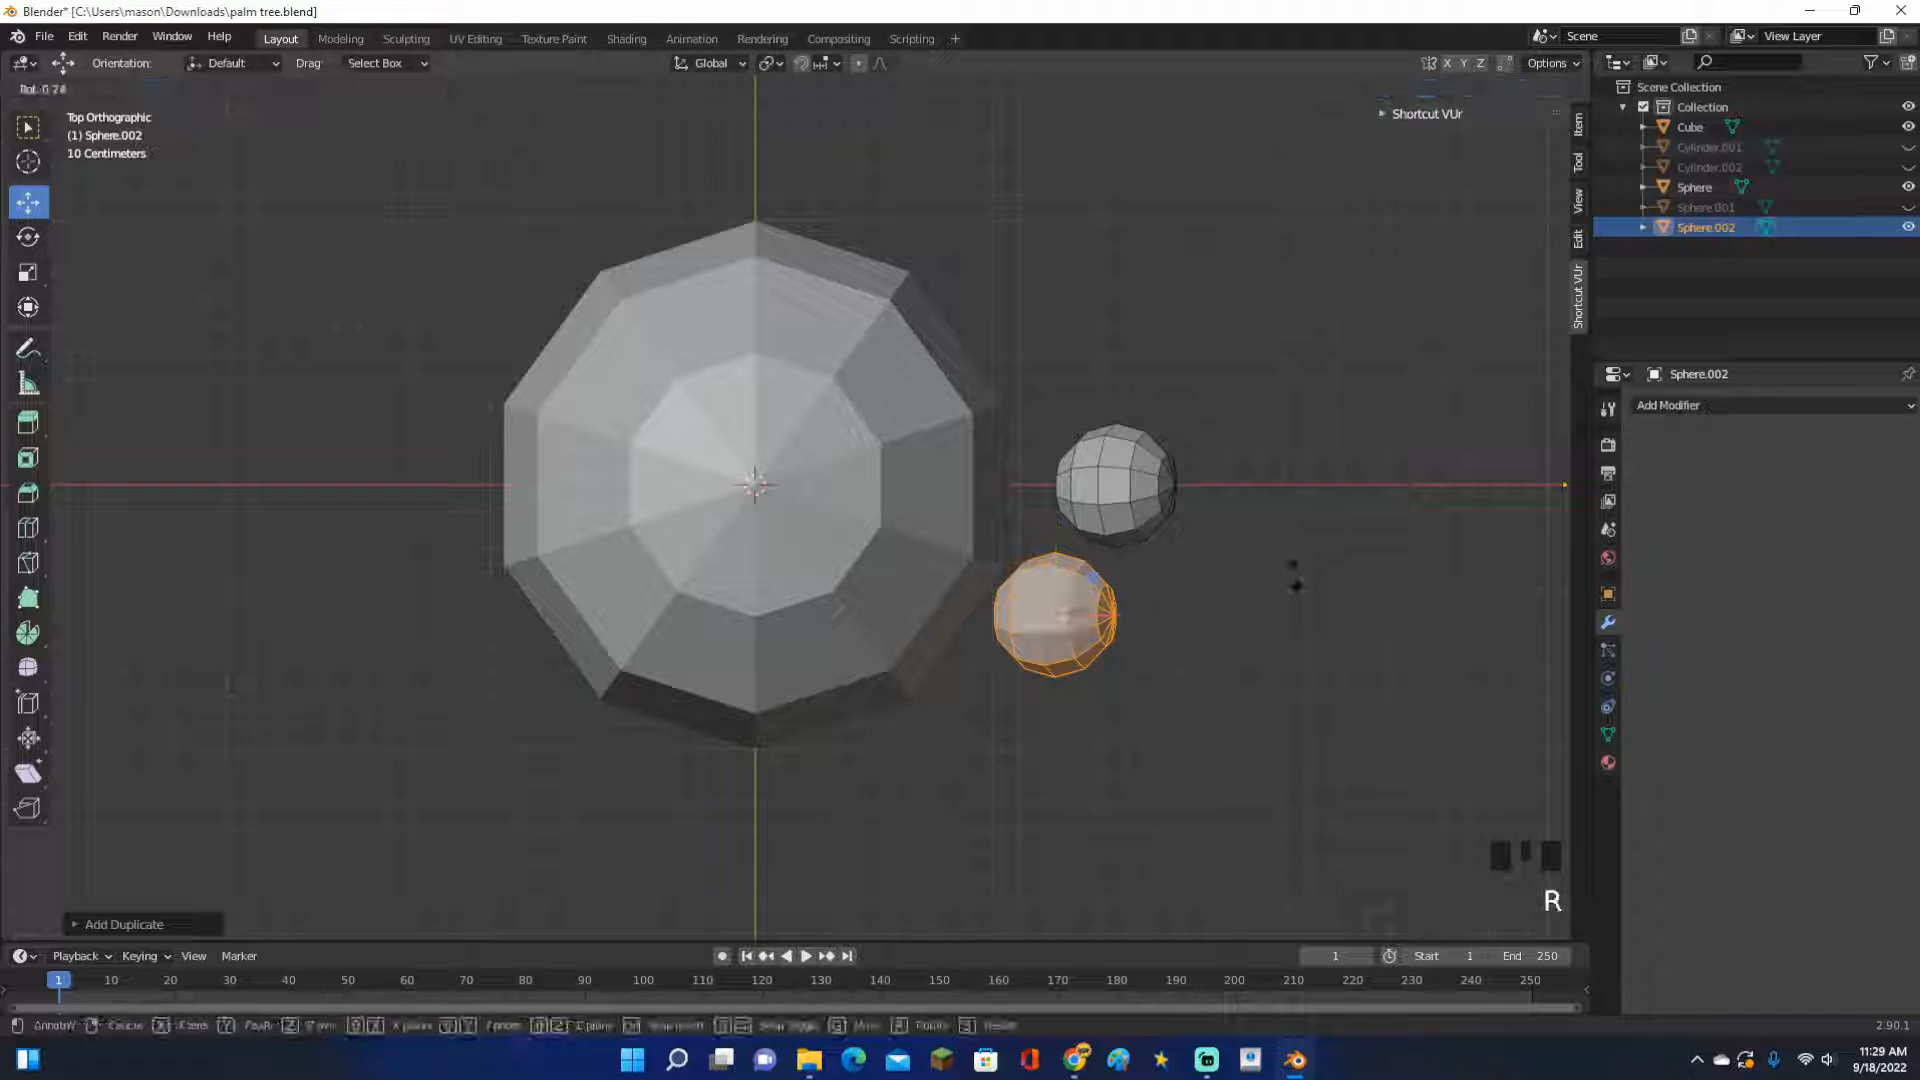 Blender* [C:\Users\mason\Downloads\palm tree.blend]
File Edit Render Window Help
Layout Modeling Sculpting UV Editing Texture Paint Shading Animation Rendering Compositing Scripting +
Scene
View Layer
Orientation: Default Drag: Select Box
Global
X Y Z
Options
Top Orthographic
(1) Sphere.002
10 Centimeters
Shortcut VUr
Item
Tool
View
Edit
Shortcut VUr
Scene Collection
Collection
Cube
Cylinder.001
Cylinder.002
Sphere
Sphere.001
Sphere.002
Sphere.002
Add Modifier
R
Add Duplicate
Playback Keying View Marker
1 Start 1 End 250
1 10 20 30 40 50 60 70 80 90 100 110 120 130 140 150 160 170 180 190 200 210 220 230 240 250
2.90.1
11:29 AM
9/18/2022